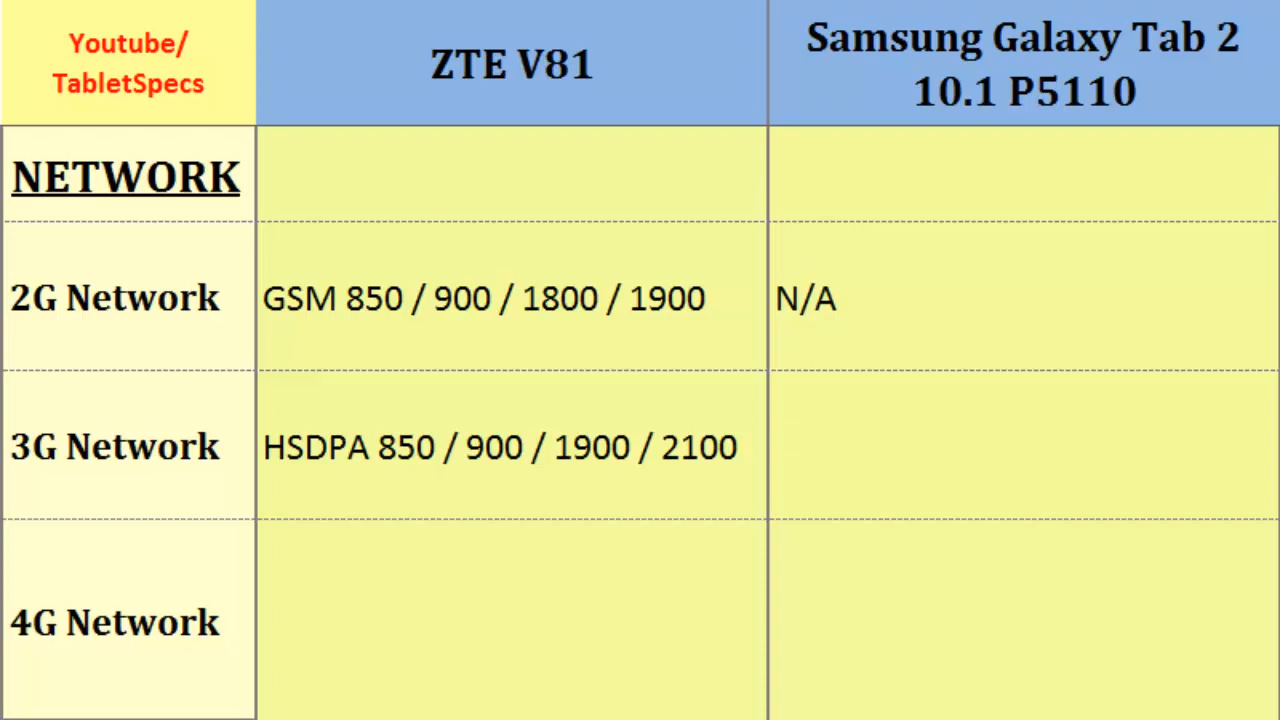 Youtube/
TabletSpecs
ZTE V81
Samsung Galaxy Tab 2
10.1 P5110
NETWORK
2G Network
GSM 850 / 900 / 1800 / 1900
N/A
3G Network
HSDPA 850 / 900 / 1900 / 2100
4G Network